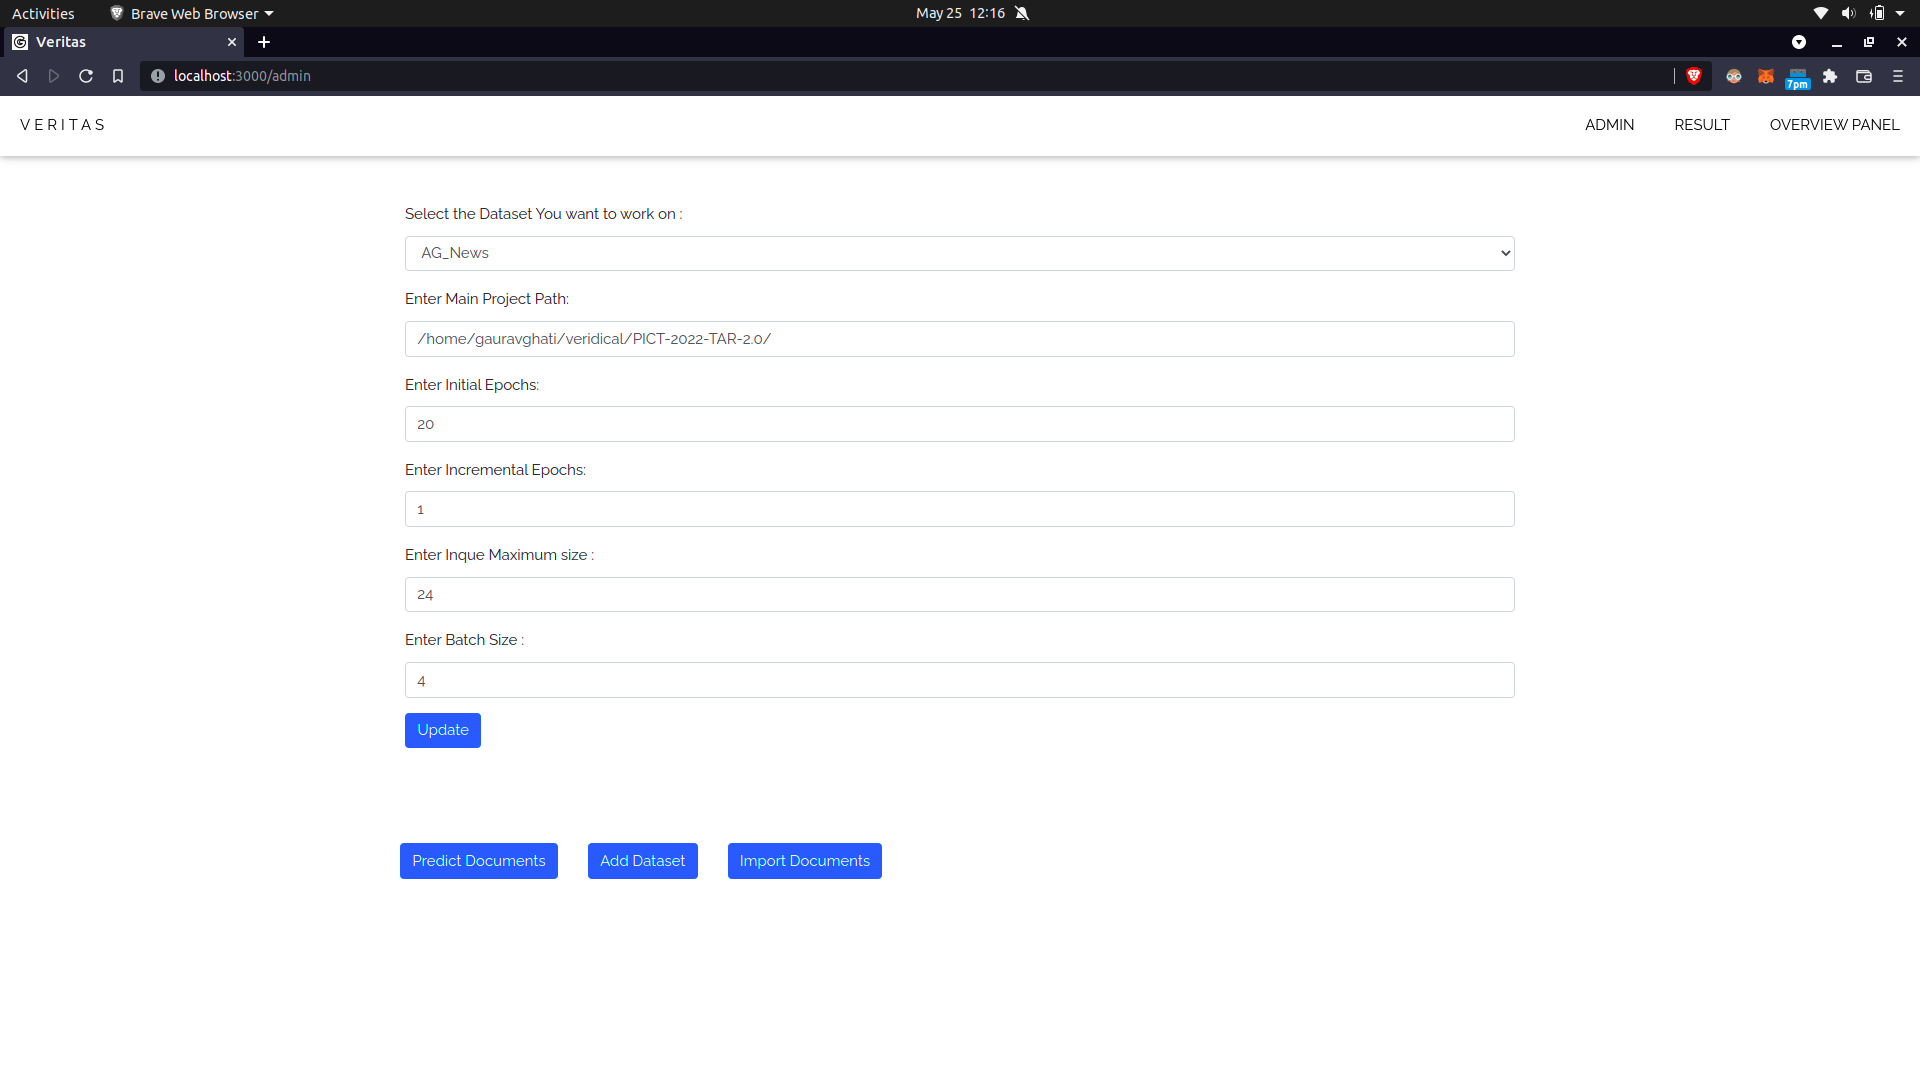 Activities Brave Web Browser May 25 12:16
Veritas
localhost:3000/admin 7pm
VERITAS ADMIN RESULT OVERVIEW PANEL
Select the Dataset You want to work on :
AG_News
Enter Main Project Path:
/home/gauravghati/veridical/PICT-2022-TAR-2.0/
Enter Initial Epochs:
20
Enter Incremental Epochs:
1
Enter Inque Maximum size :
24
Enter Batch Size :
4
Update
Predict Documents Add Dataset Import Documents